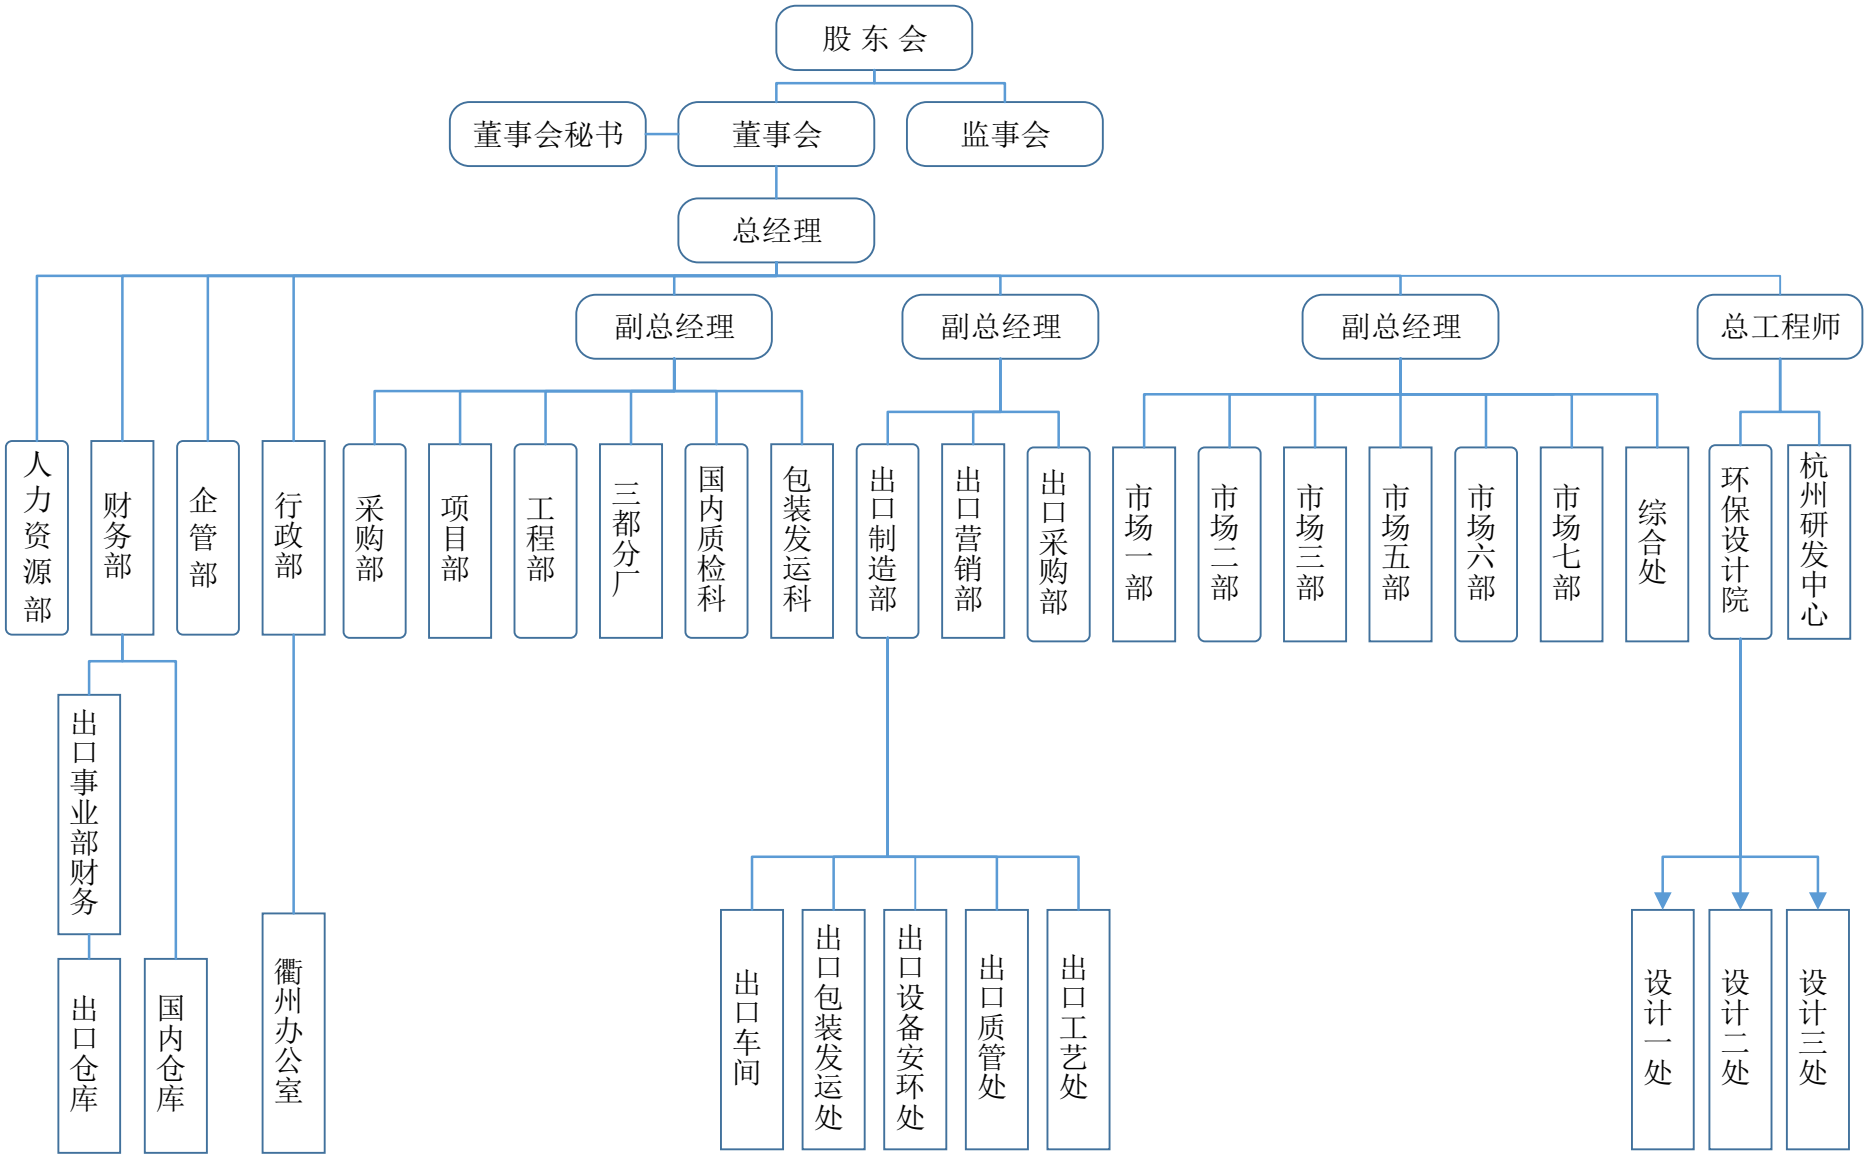 股 东 会
董事会秘书
董事会
监事会
总经理
副总经理
副总经理
副总经理
总工程师
人力资源部
财务部
企管部
行政部
采购部
项目部
工程部
三都分厂
国内质检科
包装发运科
出口制造部
出口营销部
出口采购部
市场一部
市场二部
市场三部
市场五部
市场六部
市场七部
综合处
环保设计院
杭州研发中心
出口事业部财务
出口仓库
国内仓库
衢州办公室
出口车间
出口包装发运处
出口设备安环处
出口质管处
出口工艺处
设计一处
设计二处
设计三处